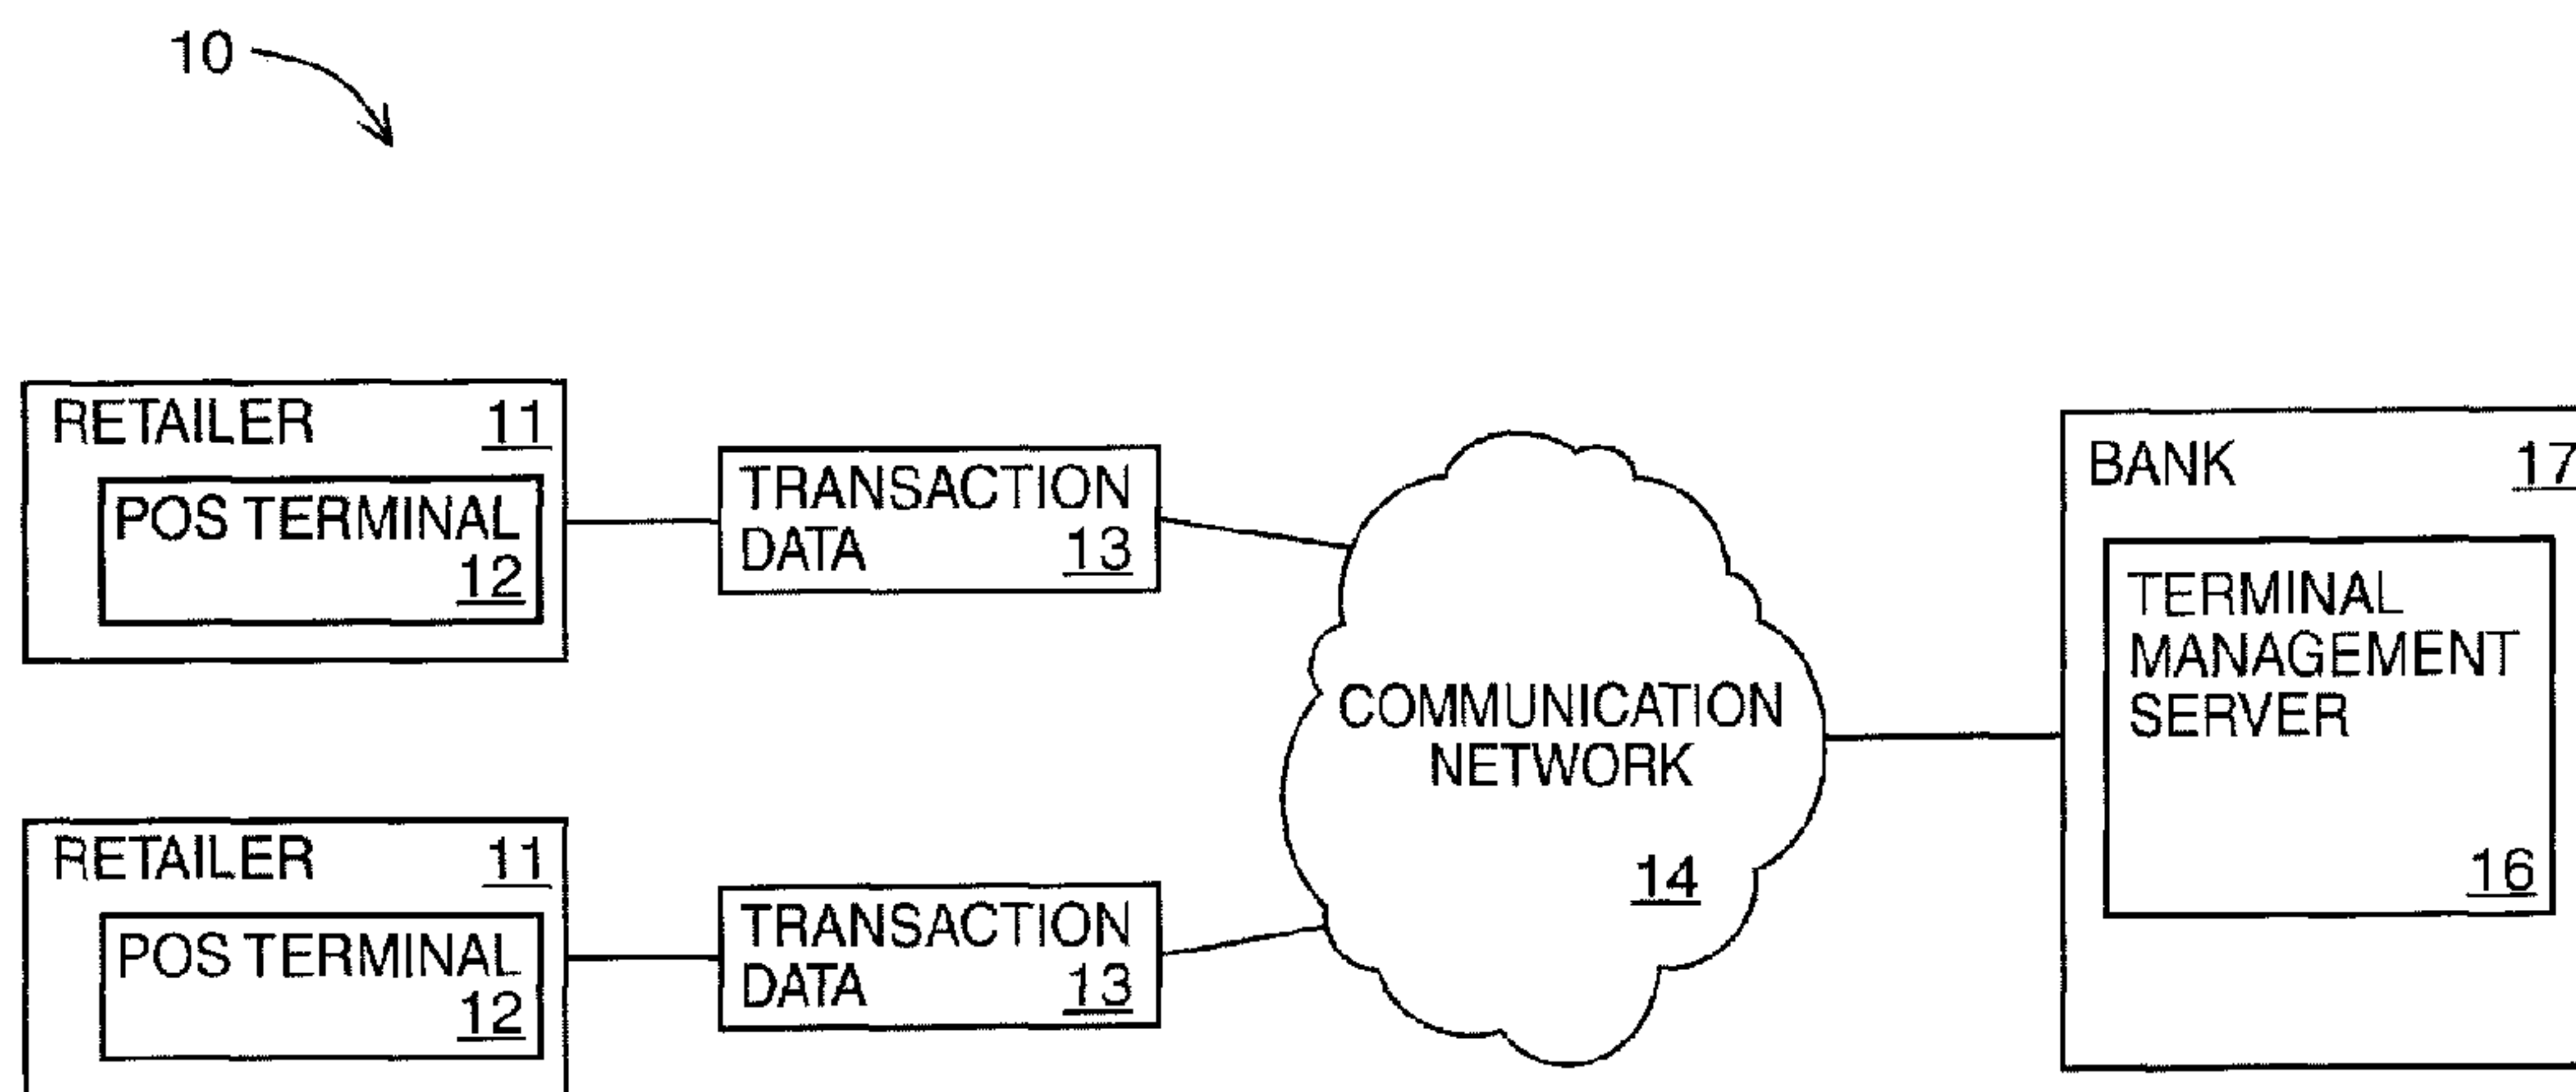 10
RETAILER 11
POS TERMINAL
12
TRANSACTION
DATA 13
COMMUNICATION
NETWORK
14
BANK 17
TERMINAL
MANAGEMENT
SERVER
16
RETAILER 11
POS TERMINAL
12
TRANSACTION
DATA 13